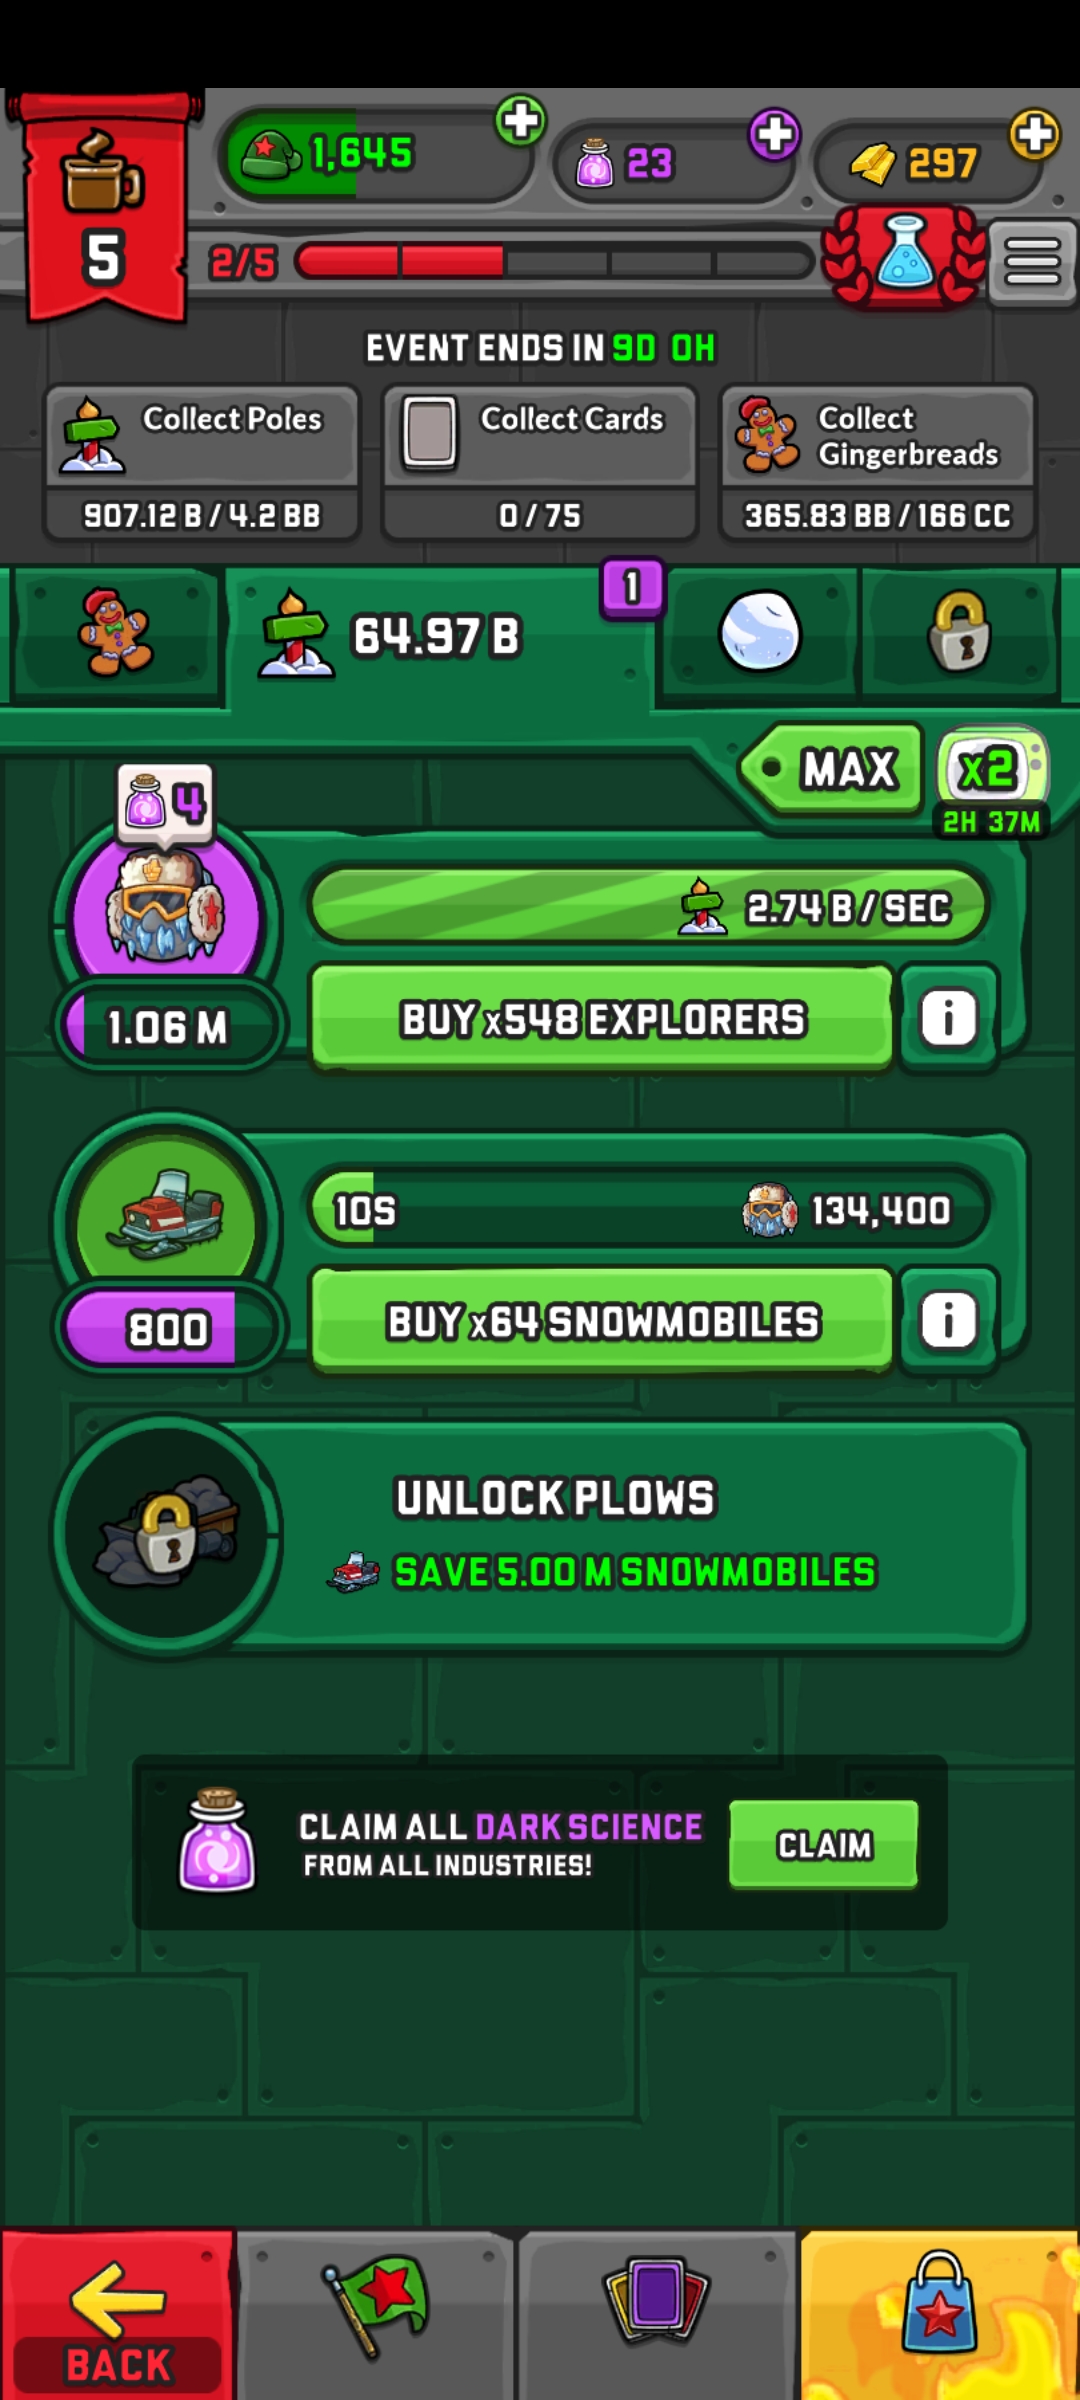 1,645
23
297
5
2/5
EVENT ENDS IN 9D 0H
Collect Poles
907.12 B / 4.2 BB
Collect Cards
0 / 75
Collect
Gingerbreads
365.83 BB / 166 CC
64.97 B
1
MAX
x2
2H 37M
4
2.74 B / SEC
1.06 M
BUY x548 EXPLORERS
i
10S
134,400
800
BUY x64 SNOWMOBILES
i
UNLOCK PLOWS
SAVE 5.00 M SNOWMOBILES
CLAIM ALL DARK SCIENCE
FROM ALL INDUSTRIES!
CLAIM
BACK